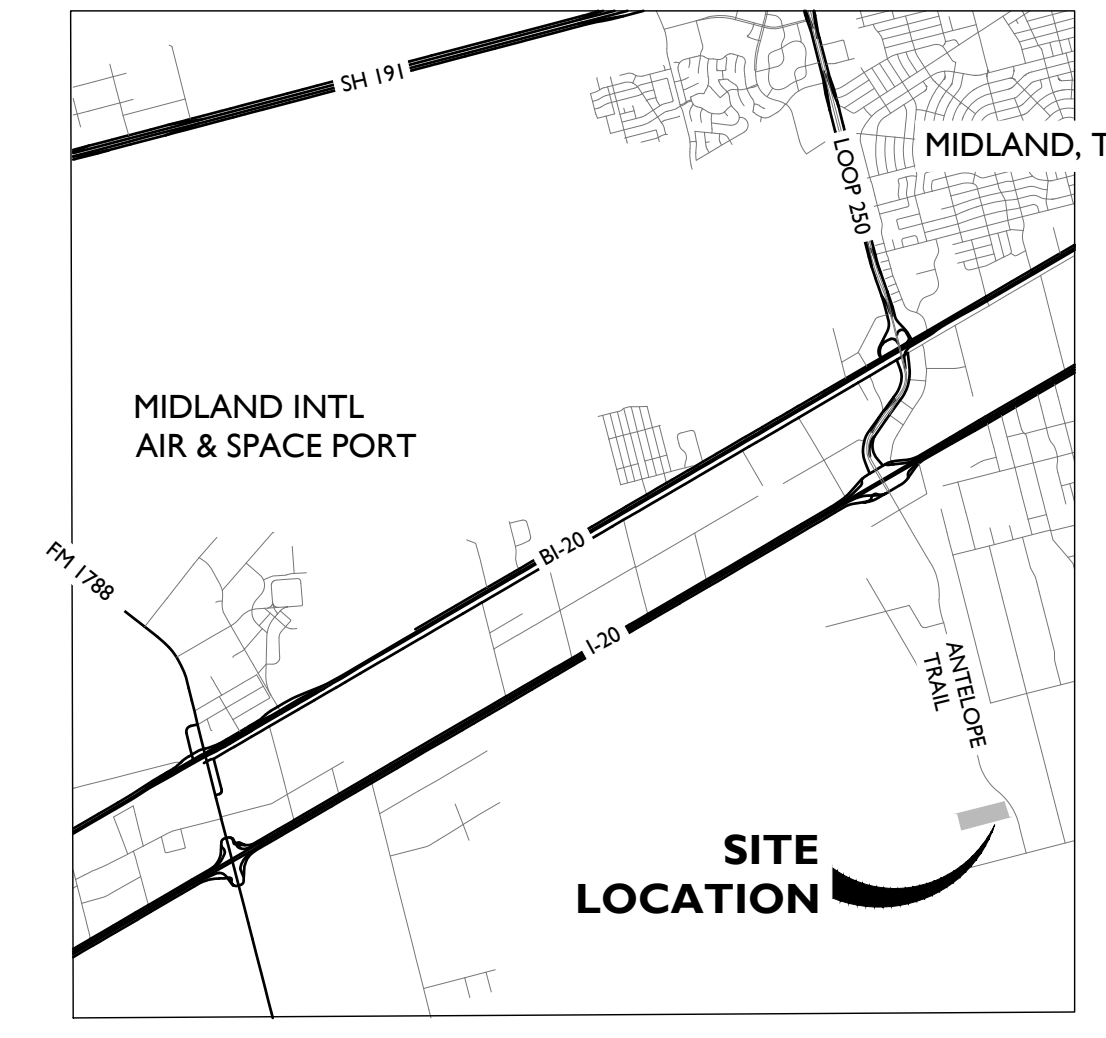 SH 191
LOOP 250
MIDLAND, T
MIDLAND INTL
AIR & SPACE PORT
FM 1788
BI-20
I-20
ANTELOPE
TRAIL
SITE
LOCATION